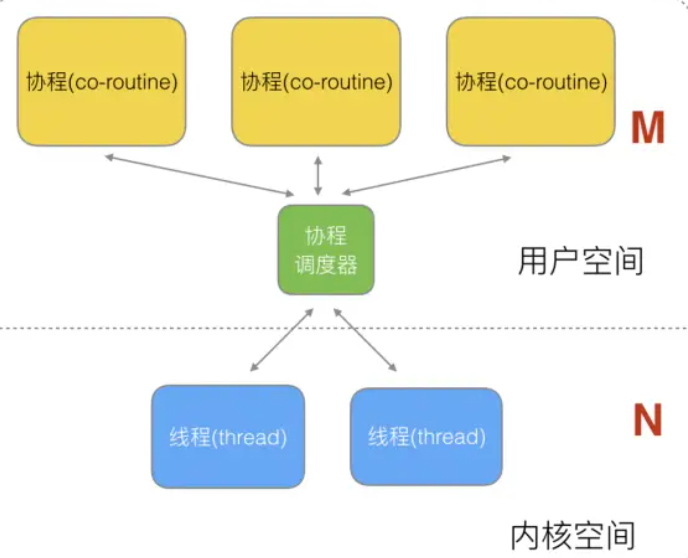 协程(co-routine)
协程(co-routine)
协程(co-routine)
M
协程
调度器
用户空间
线程(thread)
线程(thread)
N
内核空间